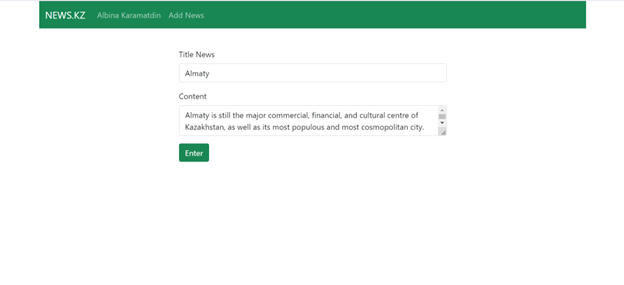 NEWS.KZ Albina Karamatdin Add News
Title News
Almaty
Content
Almaty is still the major commercial, financial, and cultural centre of
Kazakhstan, as well as its most populous and most cosmopolitan city.
Enter